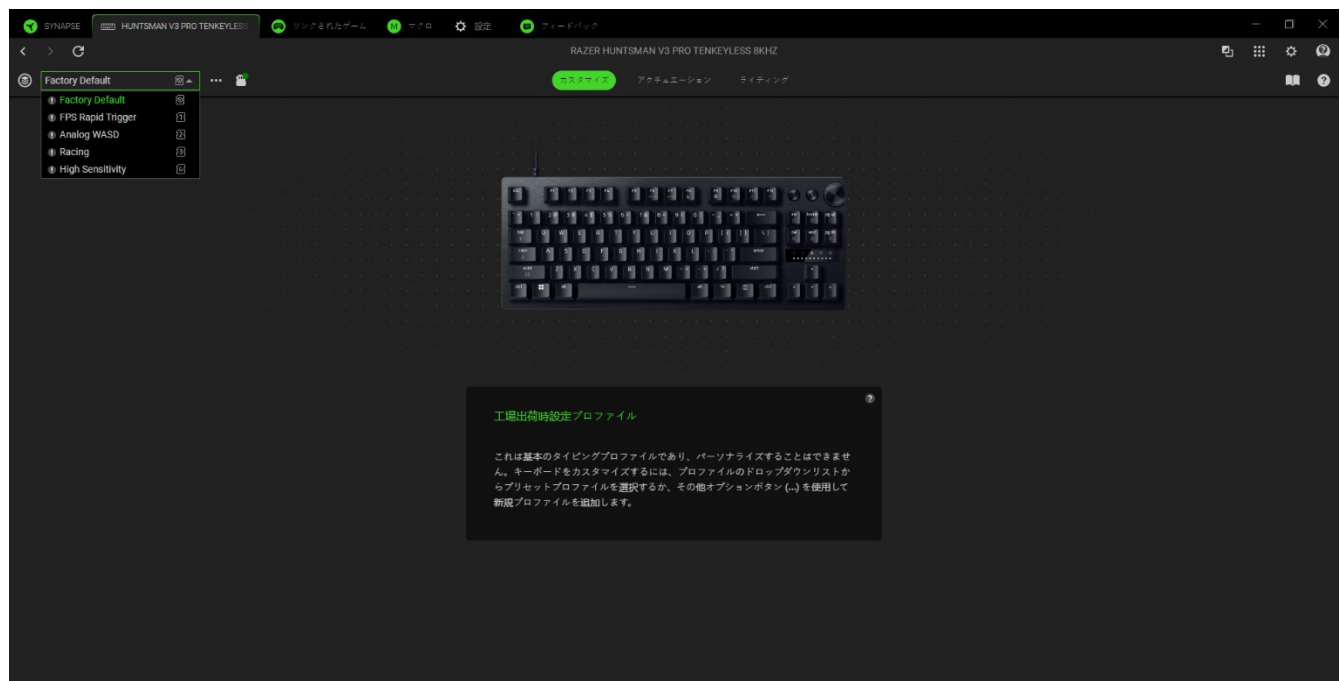 SYNAPSE
HUNTSMAN V3 PRO TENKEYLESS
リンクされたゲーム
マクロ
設定
フィードバック
RAZER HUNTSMAN V3 PRO TENKEYLESS 8KHZ
Factory Default
カスタマイズ
アクチュエーション
ライティング
Factory Default
FPS Rapid Trigger
1
Analog WASD
2
Racing
3
High Sensitivity
4
工場出荷時設定プロファイル
これは基本のタイピングプロファイルであり、パーソナライズすることはできませ
ん。キーボードをカスタマイズするには、プロファイルのドロップダウンリストか
らプリセットプロファイルを選択するか、その他オプションボタン (...) を使用して
新規プロファイルを追加します。